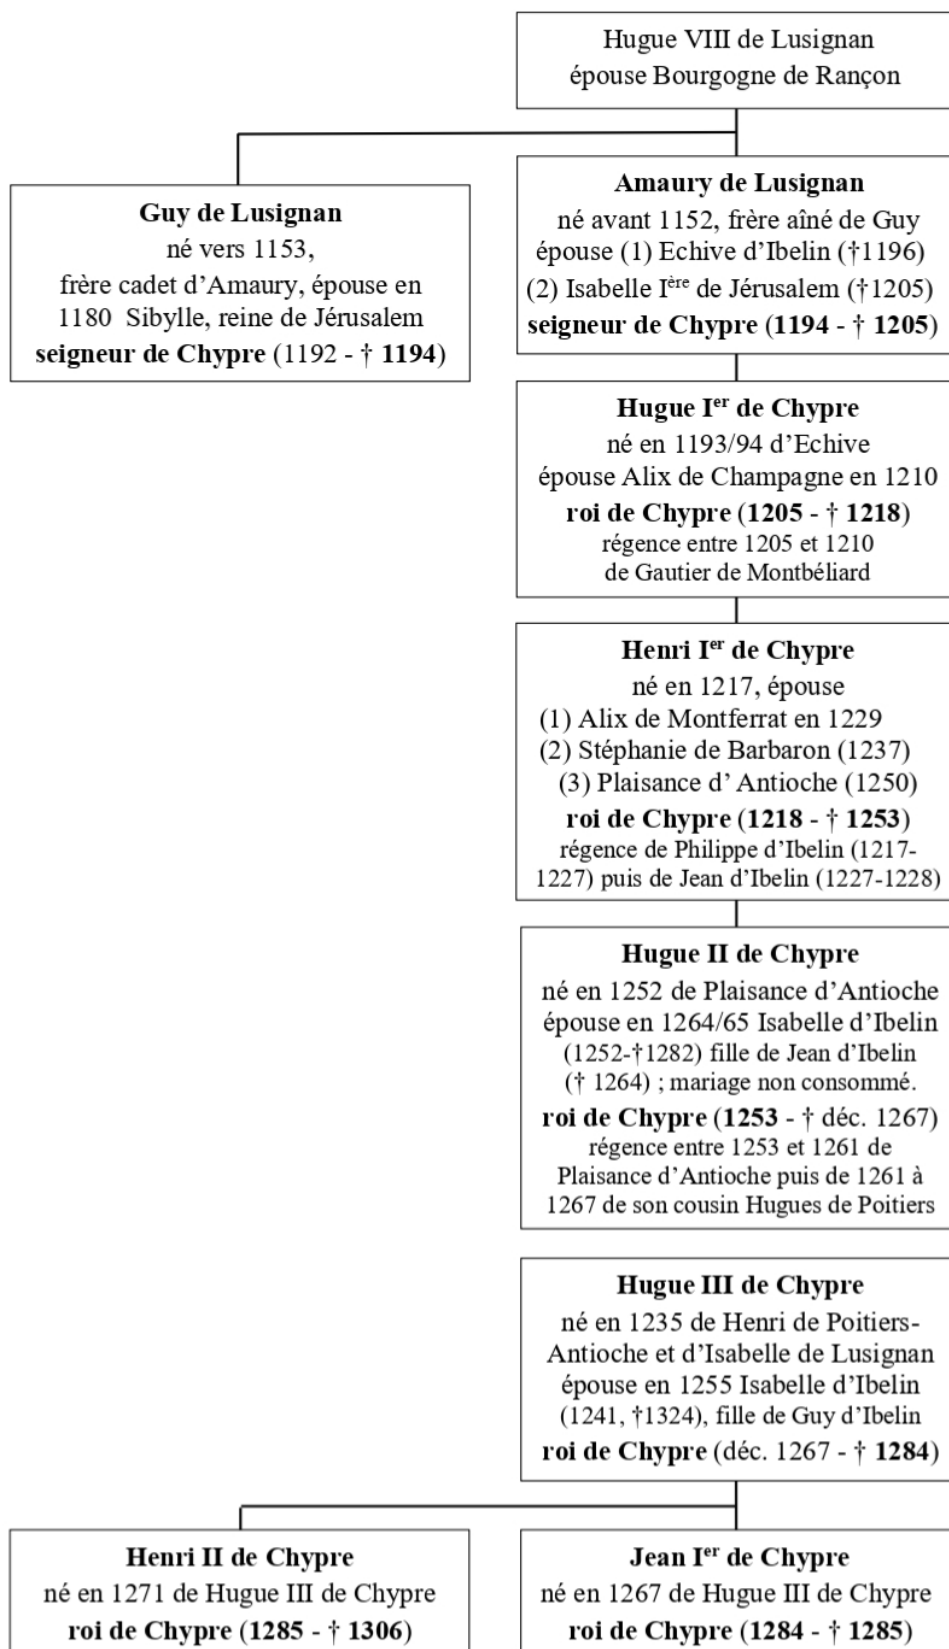 Hugue VIII de Lusignan
épouse Bourgogne de Rançon
Guy de Lusignan
né vers 1153,
frère cadet d’Amaury, épouse en
1180 Sibylle, reine de Jérusalem
seigneur de Chypre (1192 - † 1194)
Amaury de Lusignan
né avant 1152, frère aîné de Guy
épouse (1) Echive d’Ibelin (†1196)
(2) Isabelle Ière de Jérusalem (†1205)
seigneur de Chypre (1194 - † 1205)
Hugue Ier de Chypre
né en 1193/94 d’Echive
épouse Alix de Champagne en 1210
roi de Chypre (1205 - † 1218)
régence entre 1205 et 1210
de Gautier de Montbéliard
Henri Ier de Chypre
né en 1217, épouse
(1) Alix de Montferrat en 1229
(2) Stéphanie de Barbaron (1237)
(3) Plaisance d’ Antioche (1250)
roi de Chypre (1218 - † 1253)
régence de Philippe d’Ibelin (1217-
1227) puis de Jean d’Ibelin (1227-1228)
Hugue II de Chypre
né en 1252 de Plaisance d’Antioche
épouse en 1264/65 Isabelle d’Ibelin
(1252-†1282) fille de Jean d’Ibelin
(† 1264) ; mariage non consommé.
roi de Chypre (1253 - † déc. 1267)
régence entre 1253 et 1261 de
Plaisance d’Antioche puis de 1261 à
1267 de son cousin Hugues de Poitiers
Hugue III de Chypre
né en 1235 de Henri de Poitiers-
Antioche et d’Isabelle de Lusignan
épouse en 1255 Isabelle d’Ibelin
(1241, †1324), fille de Guy d’Ibelin
roi de Chypre (déc. 1267 - † 1284)
Henri II de Chypre
né en 1271 de Hugue III de Chypre
roi de Chypre (1285 - † 1306)
Jean Ier de Chypre
né en 1267 de Hugue III de Chypre
roi de Chypre (1284 - † 1285)